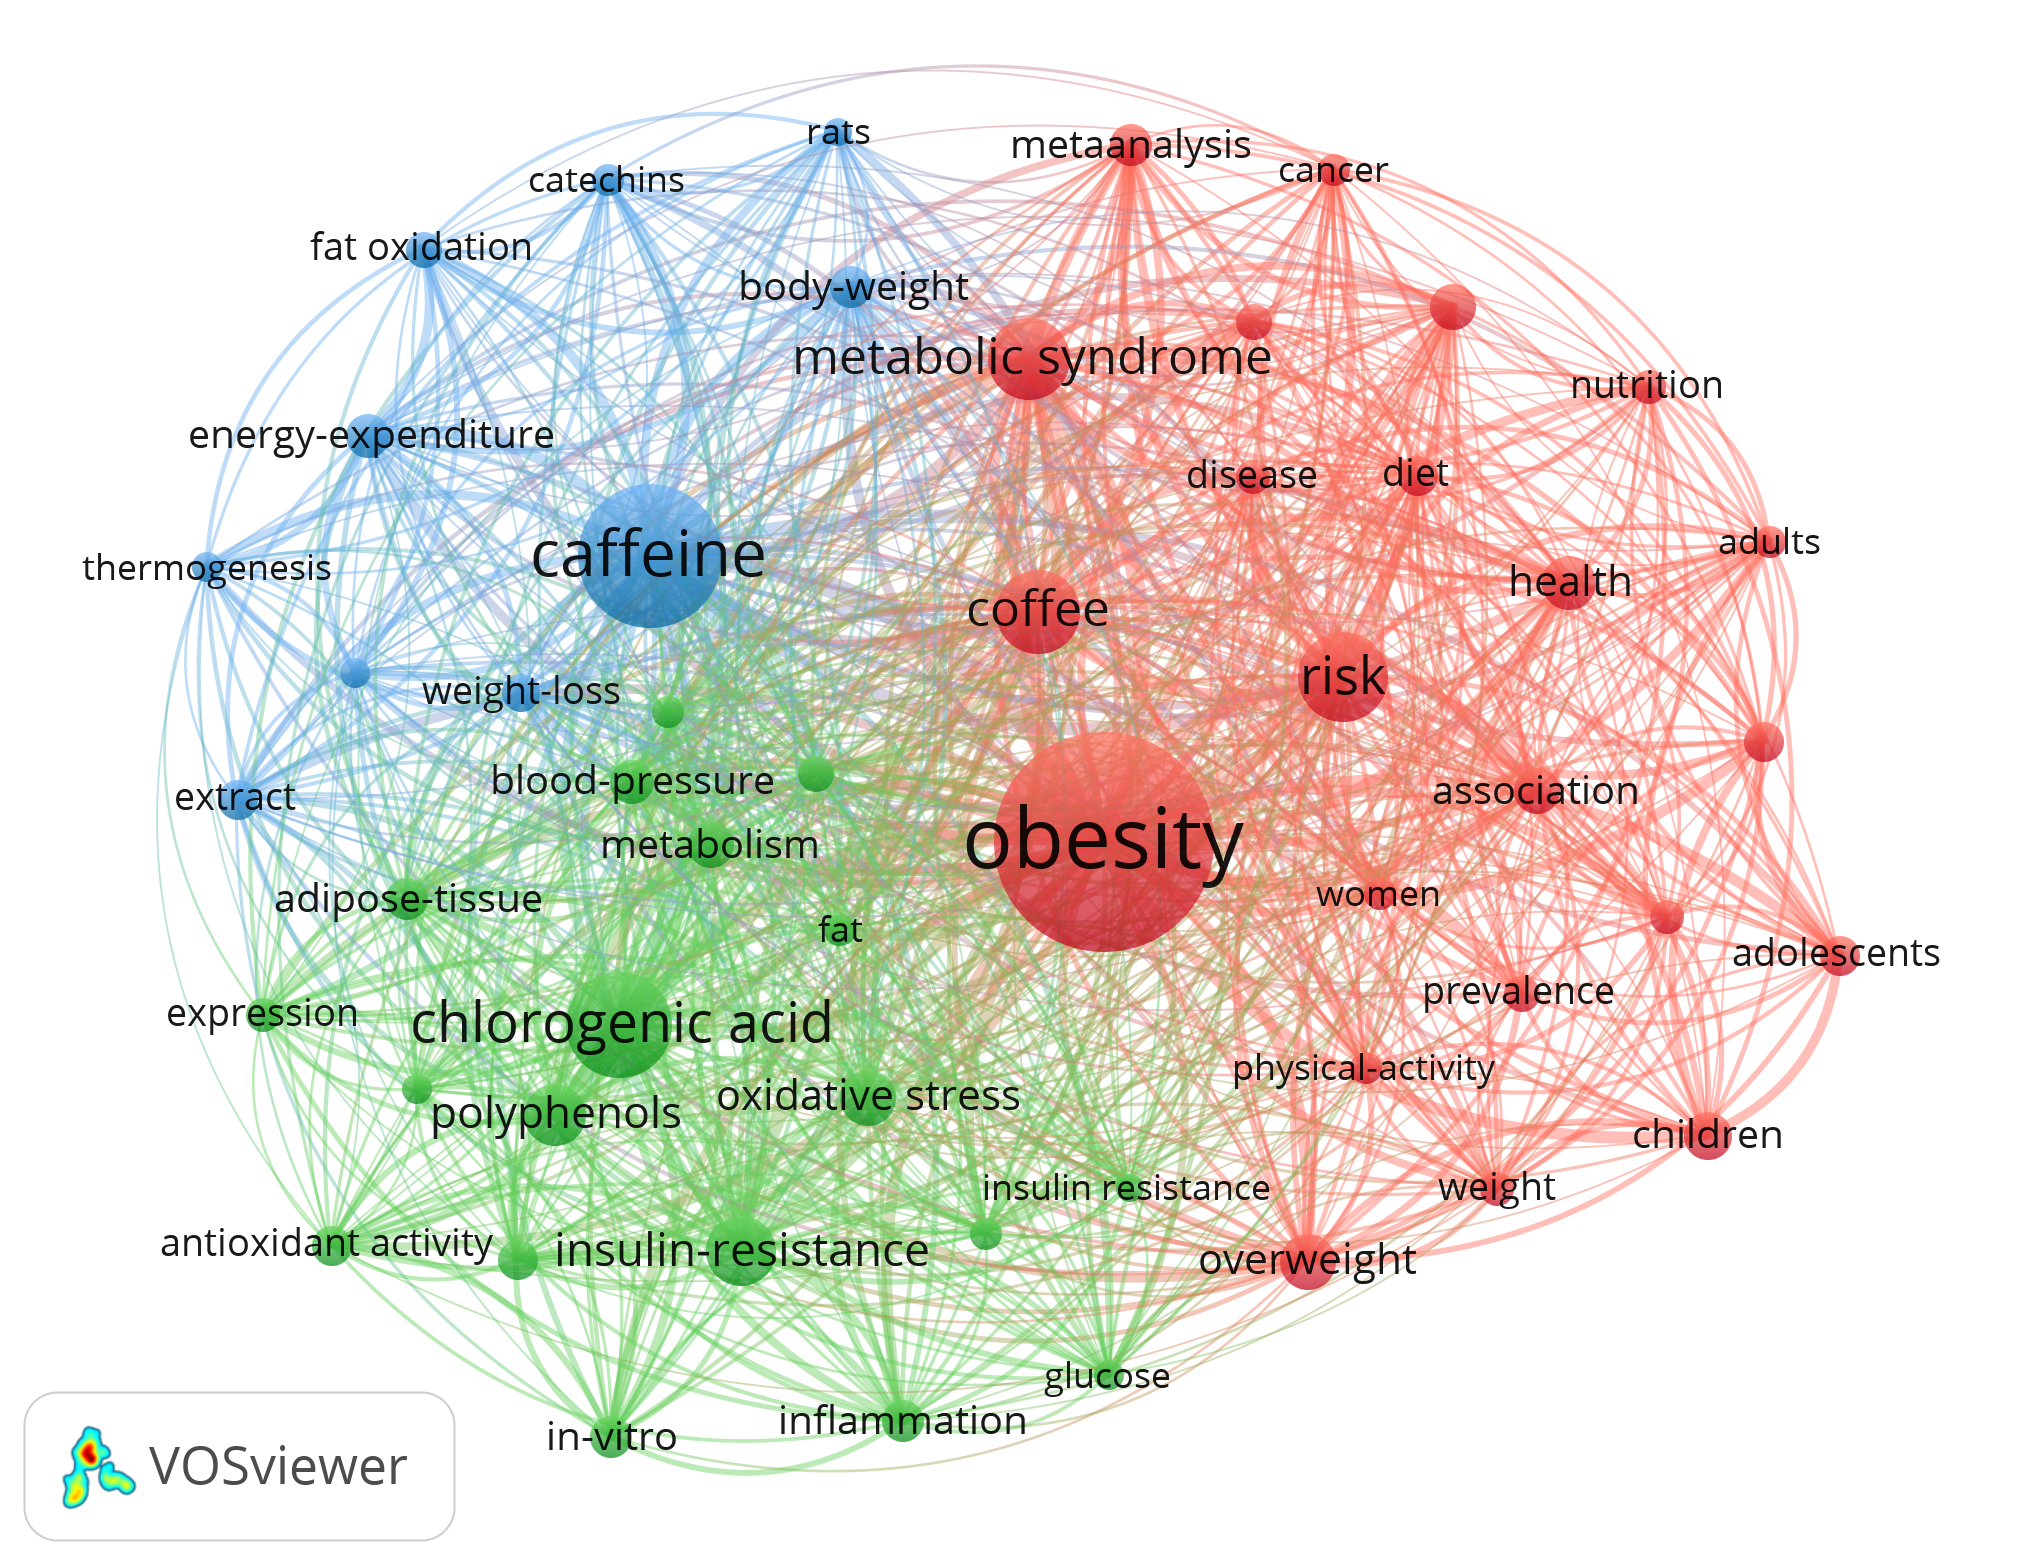 rats
metaanalysis
cancer
catechins
fat oxidation
body-weight
metabolic syndrome
nutrition
energy-expenditure
disease
diet
caffeine
thermogenesis
adults
health
coffee
risk
weight-loss
blood-pressure
extract
association
obesity
metabolism
adipose-tissue
women
fat
adolescents
prevalence
expression
chlorogenic acid
physical-activity
oxidative stress
polyphenols
children
insulin resistance
weight
antioxidant activity
insulin-resistance
overweight
glucose
inflammation
in-vitro
VOSviewer